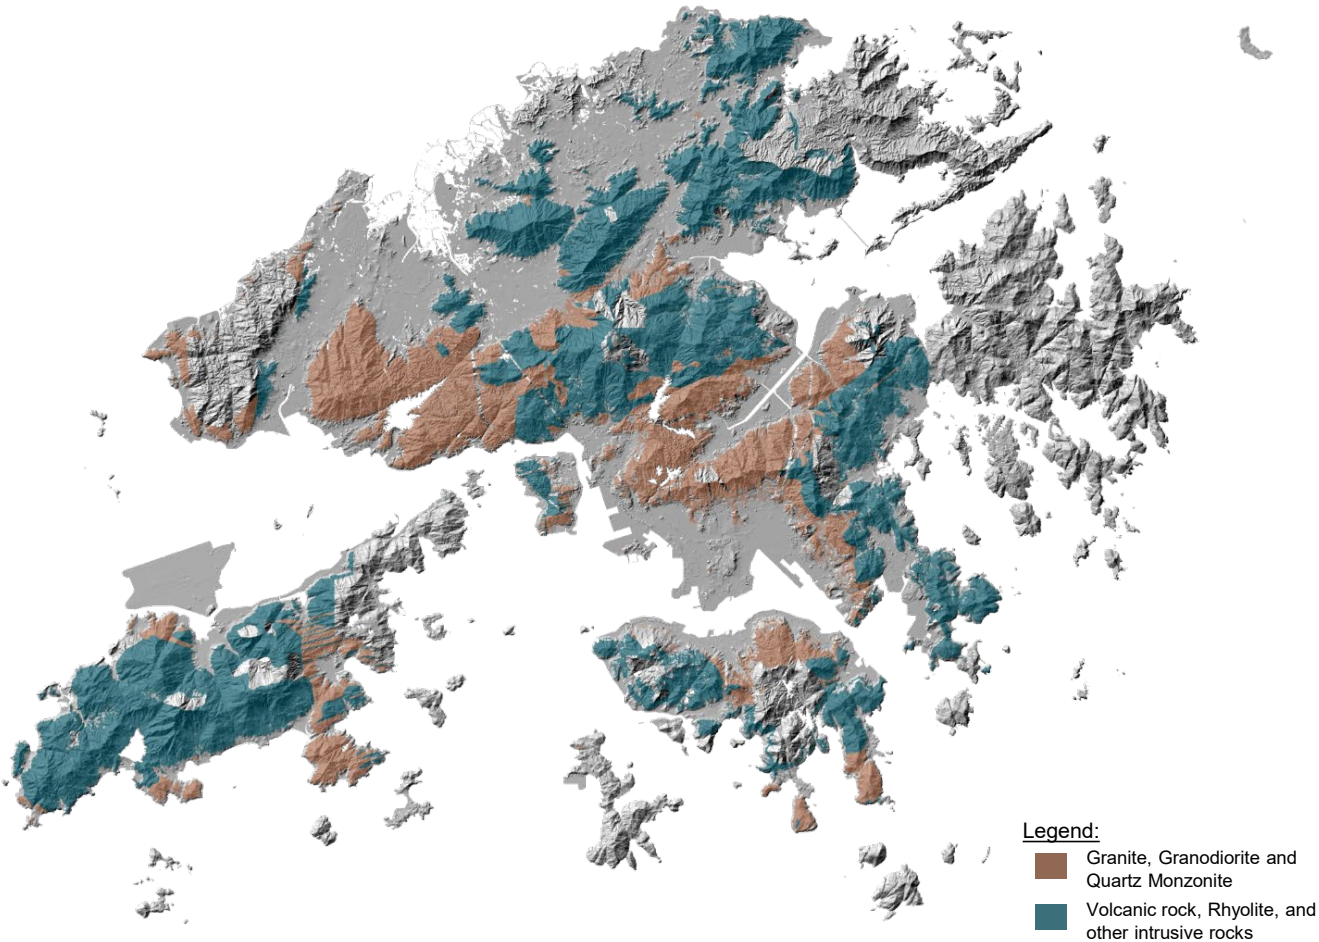 Legend:
Granite, Granodiorite and
Quartz Monzonite
Volcanic rock, Rhyolite, and
other intrusive rocks